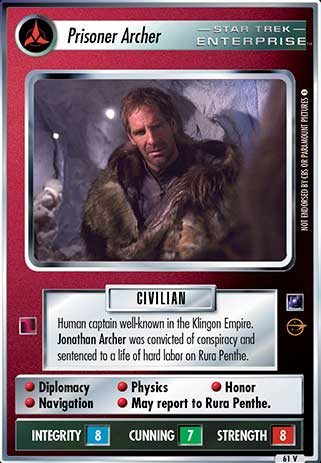 Prisoner Archer
STAR TREK
ENTERPRISE™
NOT ENDORSED BY CBS OR PARAMOUNT PICTURES
CIVILIAN
Human captain well-known in the Klingon Empire.
Jonathan Archer was convicted of conspiracy and
sentenced to a life of hard labor on Rura Penthe.
• Diplomacy • Physics • Honor
• Navigation • May report to Rura Penthe.
INTEGRITY 8 CUNNING 7 STRENGTH 8
61 V